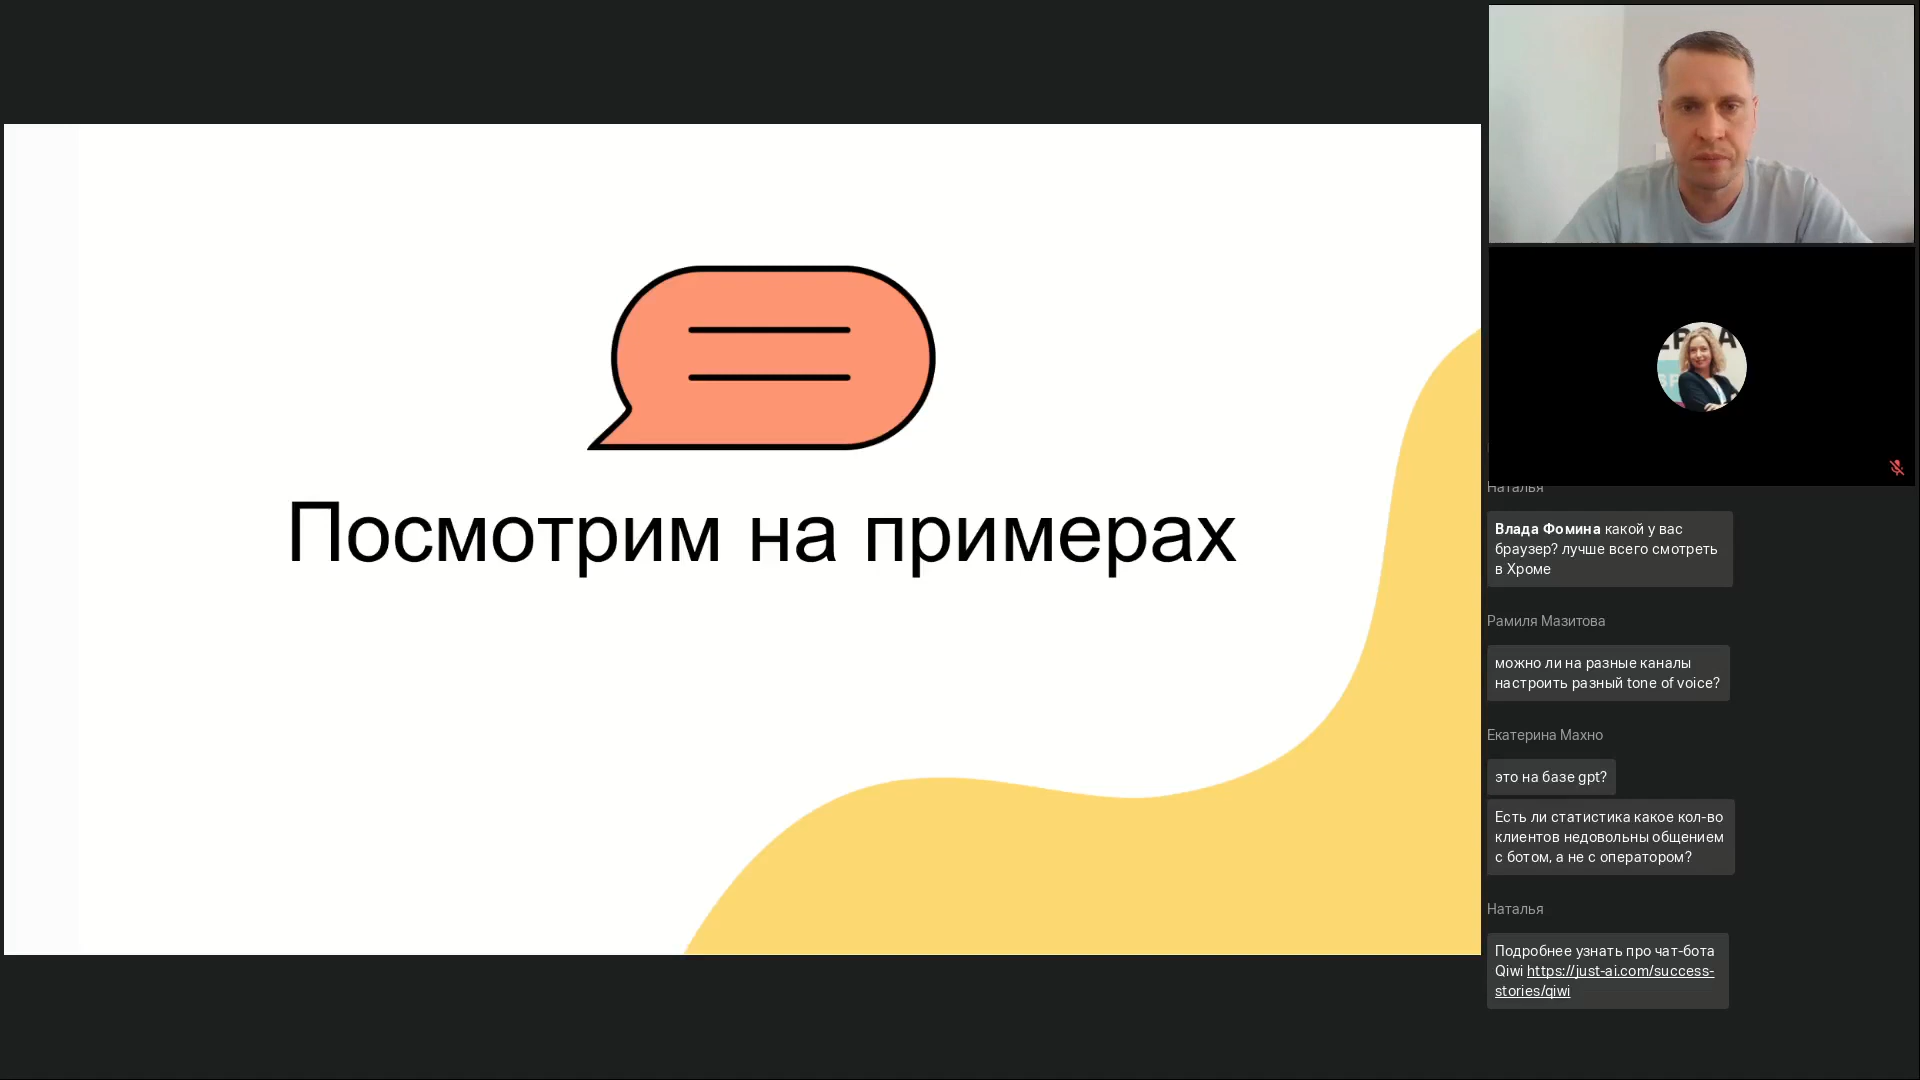 Посмотрим на примерах
Наталья
Влада Фомина какой у вас
браузер? лучше всего смотреть
в Хроме
Рамиля Мазитова
можно ли на разные каналы
настроить разный tone of voice?
Екатерина Махно
это на базе gpt?
Есть ли статистика какое кол-во
клиентов недовольны общением
с ботом, а не с оператором?
Наталья
Подробнее узнать про чат-бота
Qiwi https://just-ai.com/success-
stories/qiwi